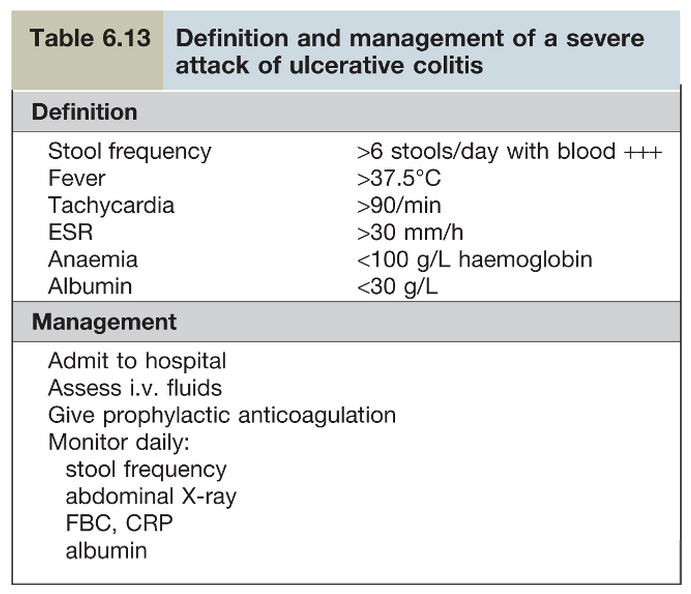 Table 6.13 Definition and management of a severe
attack of ulcerative colitis
Definition
Stool frequency >6 stools/day with blood +++
Fever >37.5°C
Tachycardia >90/min
ESR >30 mm/h
Anaemia <100 g/L haemoglobin
Albumin <30 g/L
Management
Admit to hospital
Assess i.v. fluids
Give prophylactic anticoagulation
Monitor daily:
stool frequency
abdominal X-ray
FBC, CRP
albumin